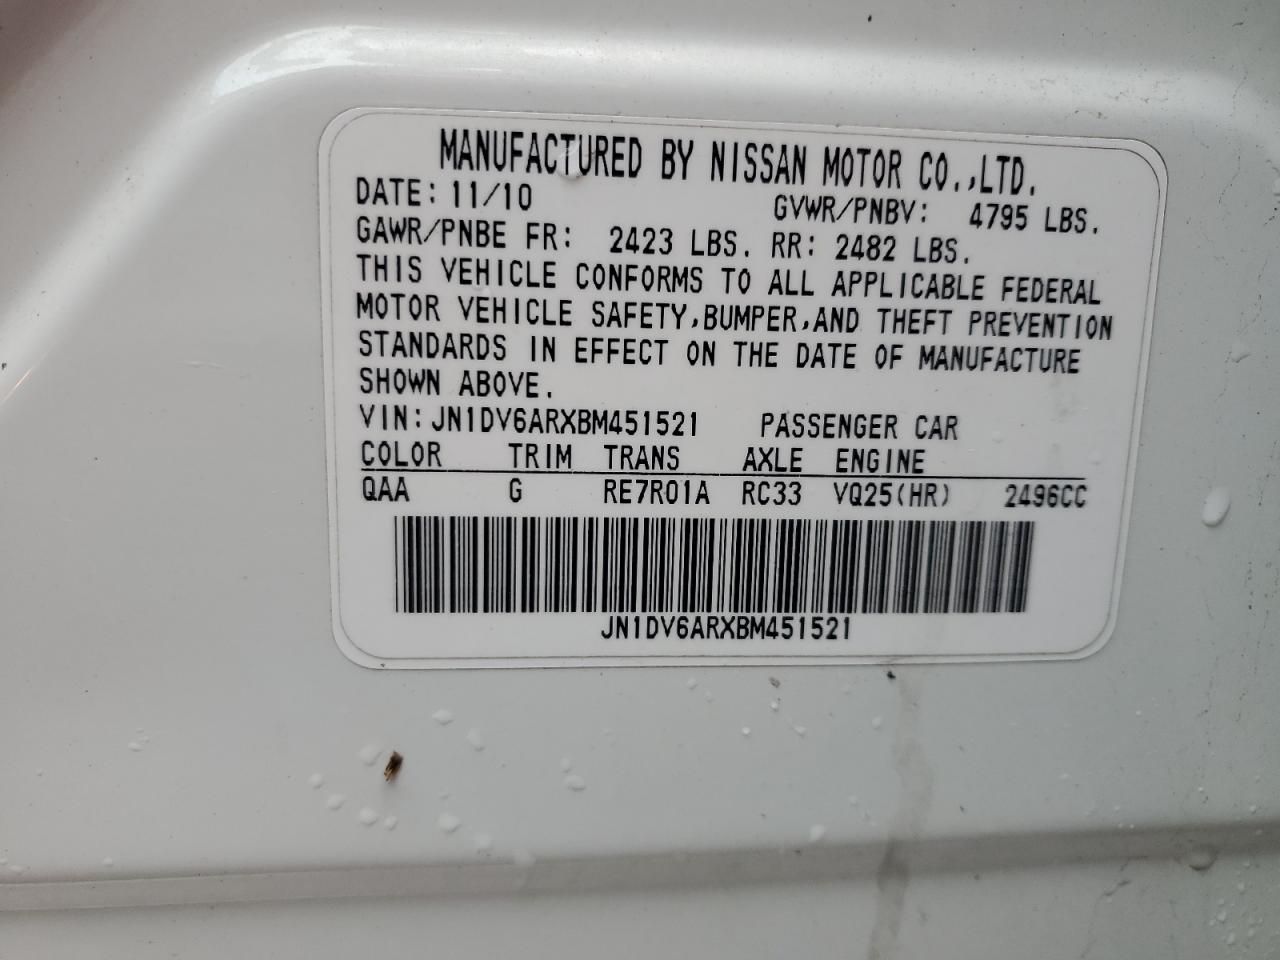 MANUFACTURED BY NISSAN MOTOR CO.,LTD.
DATE: 11/10 GVWR/PNBV: 4795 LBS.
GAWR/PNBE FR: 2423 LBS. RR: 2482 LBS.
THIS VEHICLE CONFORMS TO ALL APPLICABLE FEDERAL
MOTOR VEHICLE SAFETY,BUMPER,AND THEFT PREVENTION
STANDARDS IN EFFECT ON THE DATE OF MANUFACTURE
SHOWN ABOVE.
VIN:JN1DV6ARXBM451521 PASSENGER CAR
COLOR TRIM TRANS AXLE ENGINE
QAA G RE7R01A RC33 VQ25(HR) 2496CC
JN1DV6ARXBM451521